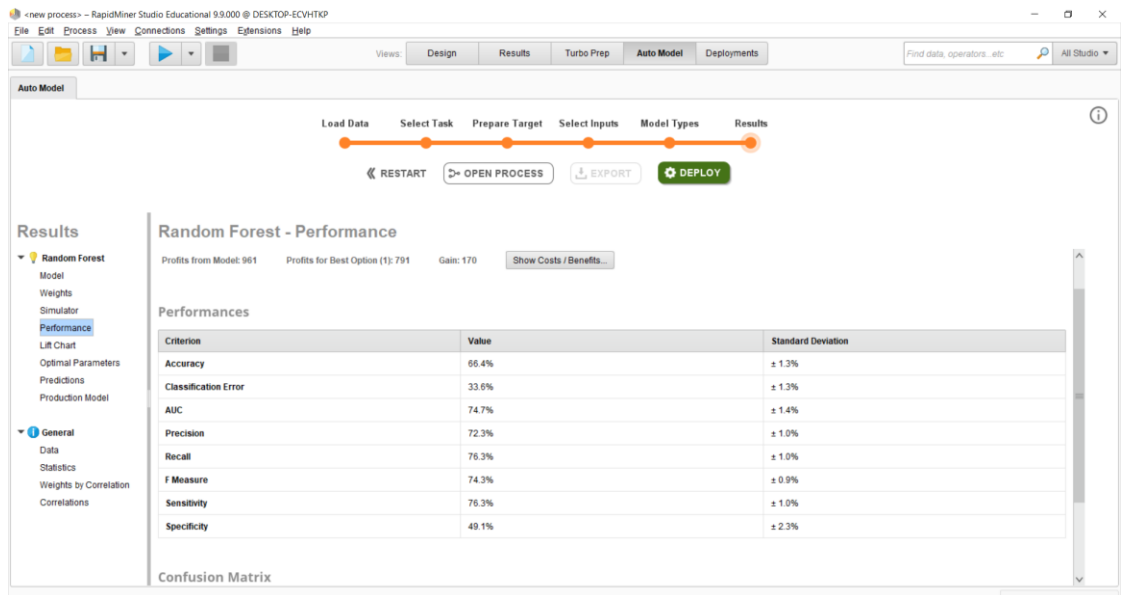 <new process> – RapidMiner Studio Educational 9.9.000 @ DESKTOP-ECVHTKP
File Edit Process View Connections Settings Extensions Help
Views: Design Results Turbo Prep Auto Model Deployments Find data, operators...etc All Studio
Auto Model
Load Data Select Task Prepare Target Select Inputs Model Types Results
RESTART OPEN PROCESS EXPORT DEPLOY
Results
Random Forest
Model
Weights
Simulator
Performance
Lift Chart
Optimal Parameters
Predictions
Production Model
General
Data
Statistics
Weights by Correlation
Correlations
Random Forest - Performance
Profits from Model: 961 Profits for Best Option (1): 791 Gain: 170 Show Costs / Benefits...
Performances
Criterion Value Standard Deviation
Accuracy 66.4% ± 1.3%
Classification Error 33.6% ± 1.3%
AUC 74.7% ± 1.4%
Precision 72.3% ± 1.0%
Recall 76.3% ± 1.0%
F Measure 74.3% ± 0.9%
Sensitivity 76.3% ± 1.0%
Specificity 49.1% ± 2.3%
Confusion Matrix